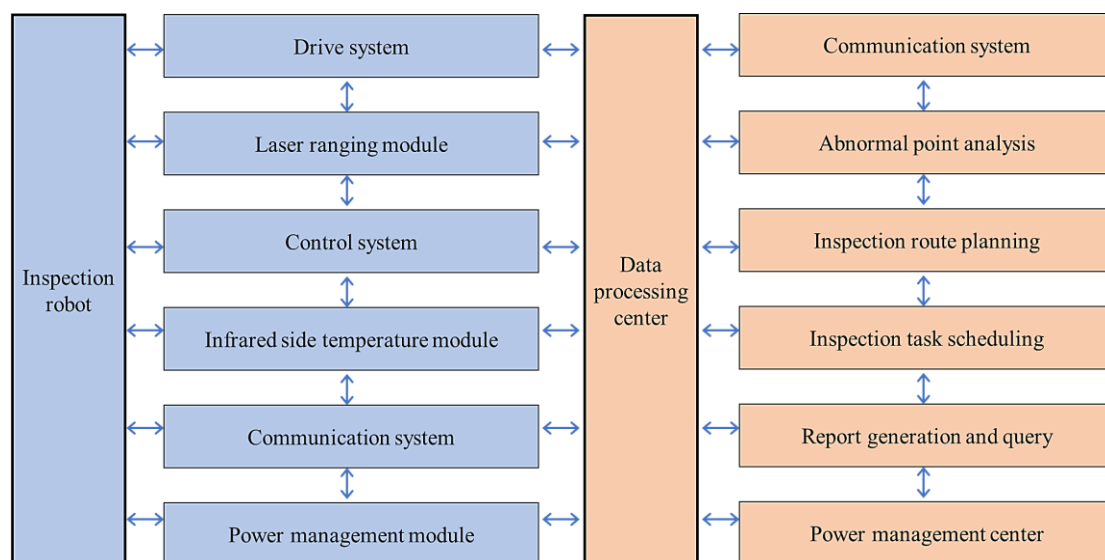 Inspection
robot
Drive system
Laser ranging module
Control system
Infrared side temperature module
Communication system
Power management module
Data
processing
center
Communication system
Abnormal point analysis
Inspection route planning
Inspection task scheduling
Report generation and query
Power management center